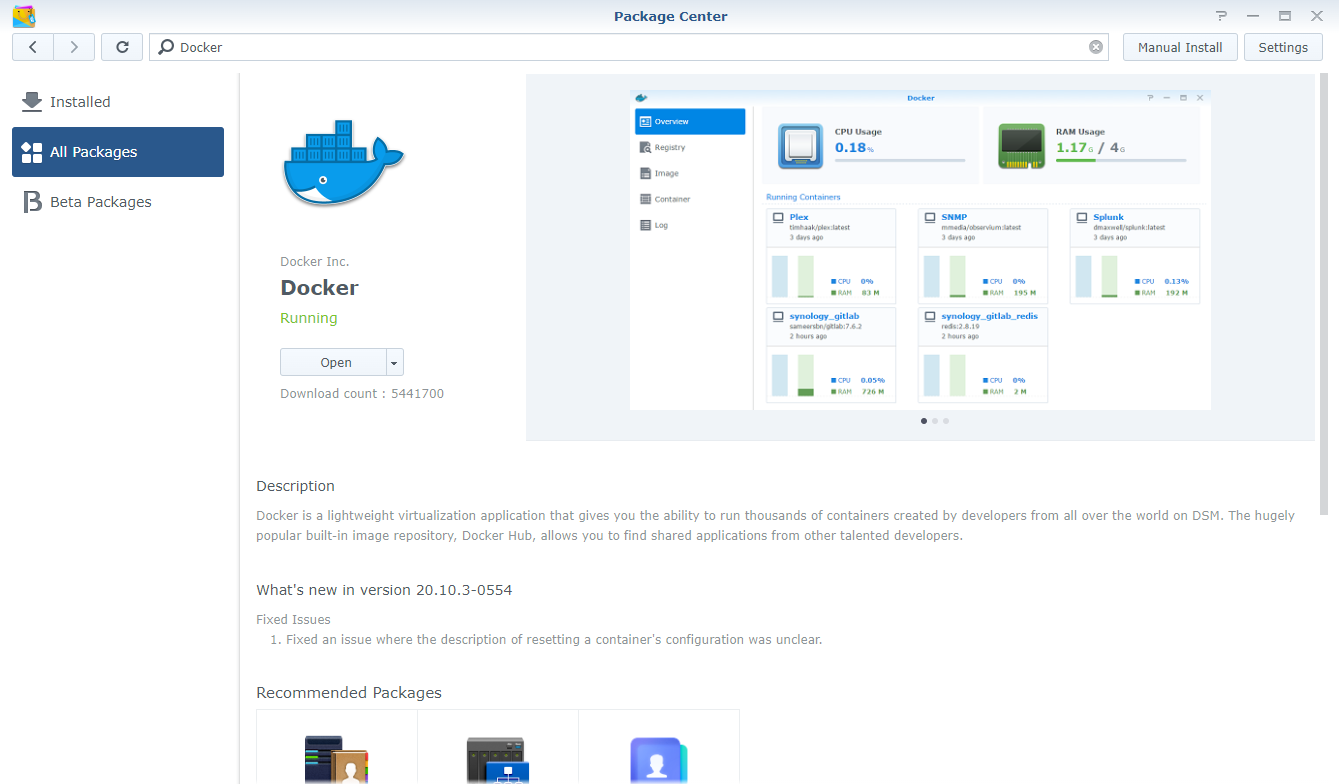 Package Center
Docker
Manual Install
Settings
Installed
All Packages
Beta Packages
Docker Inc.
Docker
Running
Open
Download count : 5441700
Docker
Overview
Registry
Image
Container
Log
CPU Usage
0.18%
RAM Usage
1.17G / 4G
Running Containers
Plex
timhaak/plex:latest
3 days ago
CPU 0%
RAM 83 M
SNMP
mmedia/observium:latest
3 days ago
CPU 0%
RAM 195 M
Splunk
dmaxwell/splunk:latest
3 days ago
CPU 0.13%
RAM 192 M
synology_gitlab
sameersbn/gitlab:7.6.2
2 hours ago
CPU 0.05%
RAM 726 M
synology_gitlab_redis
redis:2.8.19
2 hours ago
CPU 0%
RAM 2 M
Description
Docker is a lightweight virtualization application that gives you the ability to run thousands of containers created by developers from all over the world on DSM. The hugely
popular built-in image repository, Docker Hub, allows you to find shared applications from other talented developers.
What's new in version 20.10.3-0554
Fixed Issues
1. Fixed an issue where the description of resetting a container's configuration was unclear.
Recommended Packages